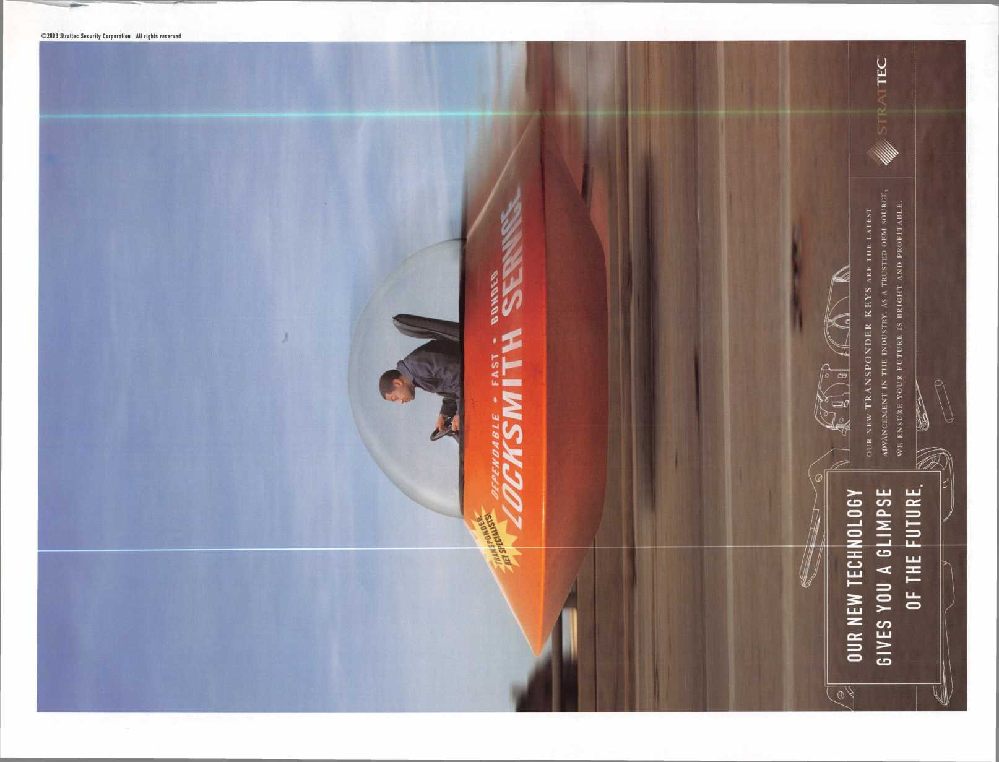 ©2003 Strattec Security Corporation All rights reserved
DEPENDABLE • FAST • BONDED
LOCKSMITH SERVICE
TRANSPONDER
KEY SPECIALISTS!
OUR NEW TECHNOLOGY
GIVES YOU A GLIMPSE
OF THE FUTURE.
OUR NEW TRANSPONDER KEYS ARE THE LATEST
ADVANCEMENT IN THE INDUSTRY. AS A TRUSTED OEM SOURCE,
WE ENSURE YOUR FUTURE IS BRIGHT AND PROFITABLE.
STRATTEC